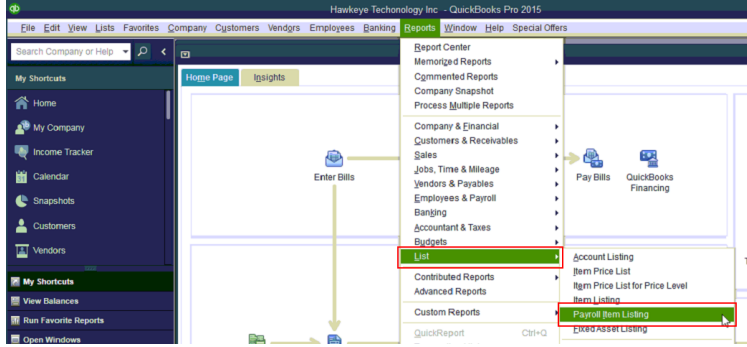 Hawkeye Techonology Inc - QuickBooks Pro 2015
File Edit View Lists Favorites Company Customers Vendors Employees Banking Reports Window Help Special Offers
Search Company or Help
My Shortcuts
Home
My Company
Income Tracker
Calendar
Snapshots
Customers
Vendors
My Shortcuts
View Balances
Run Favorite Reports
Open Windows
Home Page Insights
Enter Bills
Pay Bills
QuickBooks
Financing
Report Center
Memorized Reports
Commented Reports
Company Snapshot
Process Multiple Reports
Company & Financial
Customers & Receivables
Sales
Jobs, Time & Mileage
Vendors & Payables
Employees & Payroll
Banking
Accountant & Taxes
Budgets
List
Contributed Reports
Advanced Reports
Custom Reports
QuickReport Ctrl+Q
Account Listing
Item Price List
Item Price List for Price Level
Item Listing
Payroll Item Listing
Fixed Asset Listing